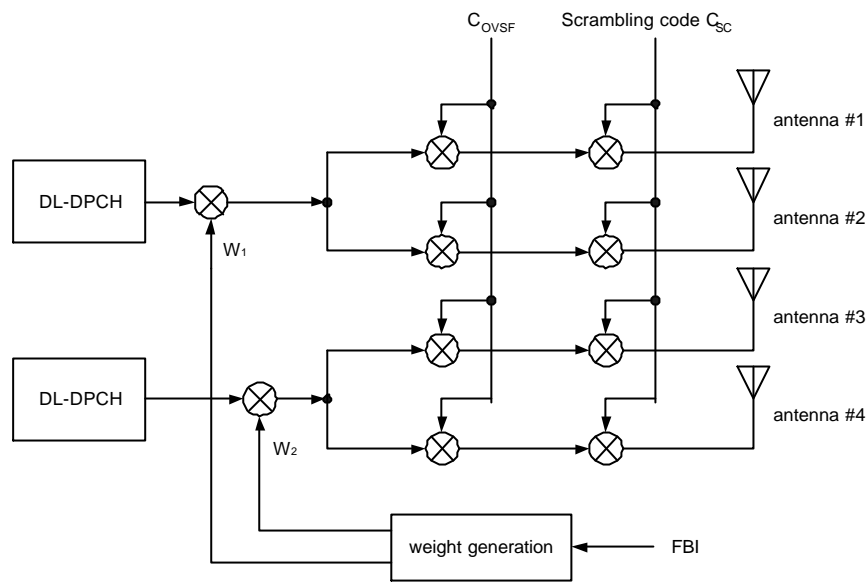 C_OVSF
Scrambling code C_SC
antenna #1
DL-DPCH
W1
antenna #2
antenna #3
DL-DPCH
W2
antenna #4
weight generation
FBI